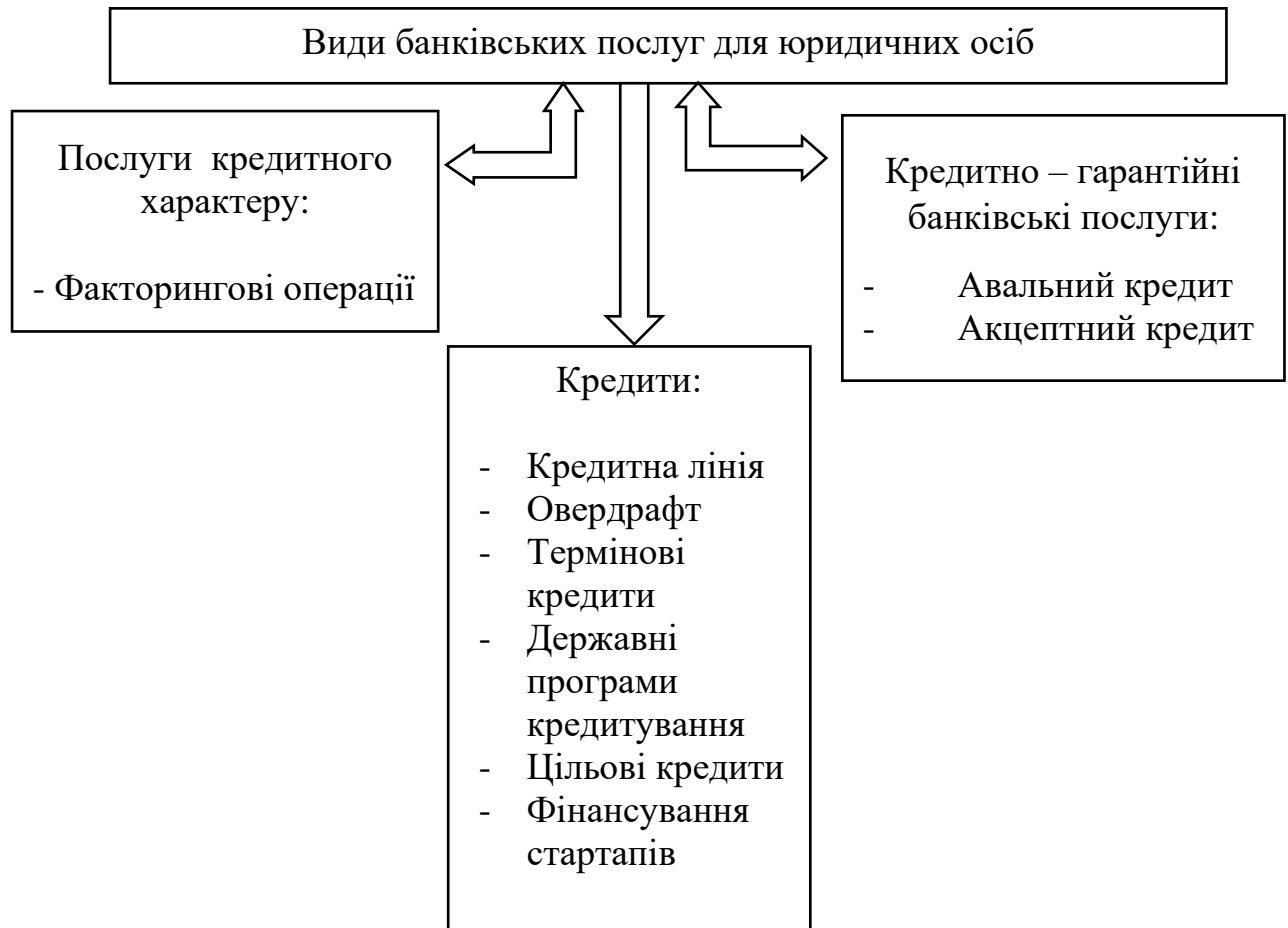 Види банківських послуг для юридичних осіб
Послуги кредитного
характеру:
- Факторингові операції
Кредитно – гарантійні
банківські послуги:
- Авальний кредит
- Акцептний кредит
Кредити:
- Кредитна лінія
- Овердрафт
- Термінові
кредити
- Державні
програми
кредитування
- Цільові кредити
- Фінансування
стартапів